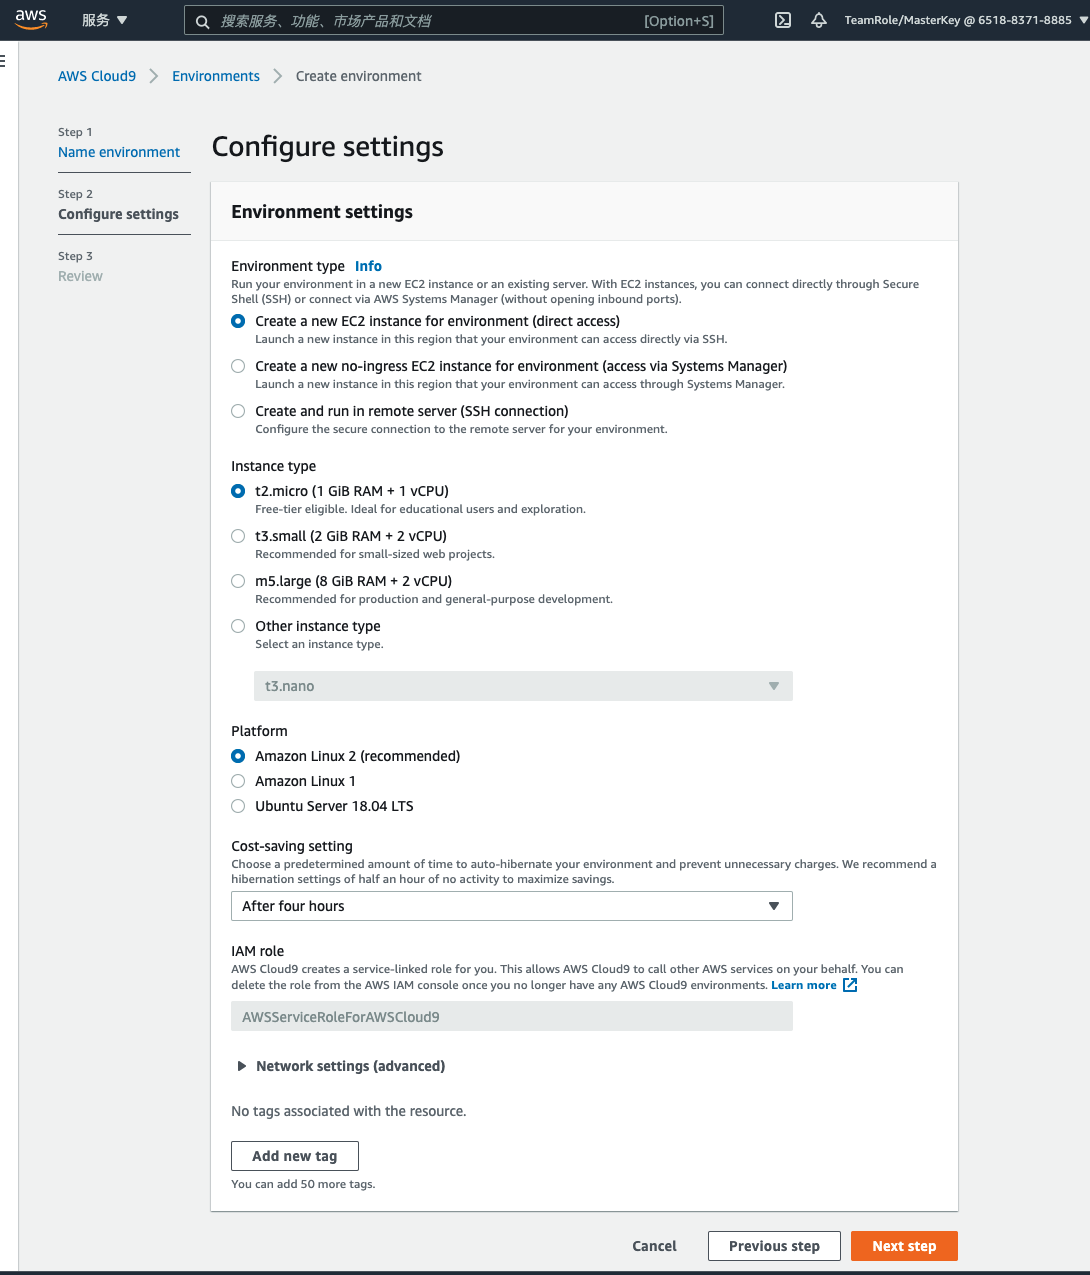 aws
服务
搜索服务、功能、市场产品和文档
[Option+S]
TeamRole/MasterKey @ 6518-8371-8885
AWS Cloud9
Environments
Create environment
Step 1
Name environment
Step 2
Configure settings
Step 3
Review
Configure settings
Environment settings
Environment type Info
Run your environment in a new EC2 instance or an existing server. With EC2 instances, you can connect directly through Secure
Shell (SSH) or connect via AWS Systems Manager (without opening inbound ports).
Create a new EC2 instance for environment (direct access)
Launch a new instance in this region that your environment can access directly via SSH.
Create a new no-ingress EC2 instance for environment (access via Systems Manager)
Launch a new instance in this region that your environment can access through Systems Manager.
Create and run in remote server (SSH connection)
Configure the secure connection to the remote server for your environment.
Instance type
t2.micro (1 GiB RAM + 1 vCPU)
Free-tier eligible. Ideal for educational users and exploration.
t3.small (2 GiB RAM + 2 vCPU)
Recommended for small-sized web projects.
m5.large (8 GiB RAM + 2 vCPU)
Recommended for production and general-purpose development.
Other instance type
Select an instance type.
t3.nano
Platform
Amazon Linux 2 (recommended)
Amazon Linux 1
Ubuntu Server 18.04 LTS
Cost-saving setting
Choose a predetermined amount of time to auto-hibernate your environment and prevent unnecessary charges. We recommend a
hibernation settings of half an hour of no activity to maximize savings.
After four hours
IAM role
AWS Cloud9 creates a service-linked role for you. This allows AWS Cloud9 to call other AWS services on your behalf. You can
delete the role from the AWS IAM console once you no longer have any AWS Cloud9 environments. Learn more
AWSServiceRoleForAWSCloud9
Network settings (advanced)
No tags associated with the resource.
Add new tag
You can add 50 more tags.
Cancel
Previous step
Next step